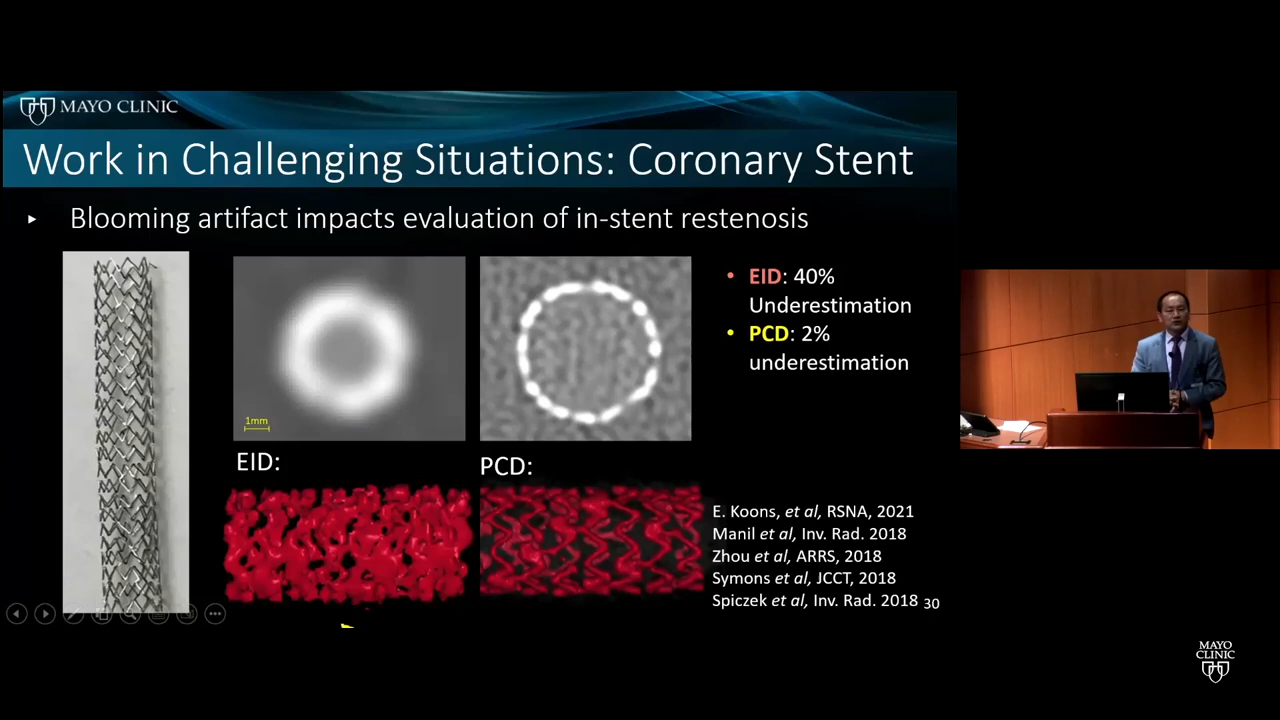 MAYO CLINIC
Work in Challenging Situations: Coronary Stent
▸ Blooming artifact impacts evaluation of in-stent restenosis
1mm
EID:
PCD:
• EID: 40%
Underestimation
• PCD: 2%
underestimation
E. Koons, et al, RSNA, 2021
Manil et al, Inv. Rad. 2018
Zhou et al, ARRS, 2018
Symons et al, JCCT, 2018
Spiczek et al, Inv. Rad. 2018
30
MAYO
CLINIC